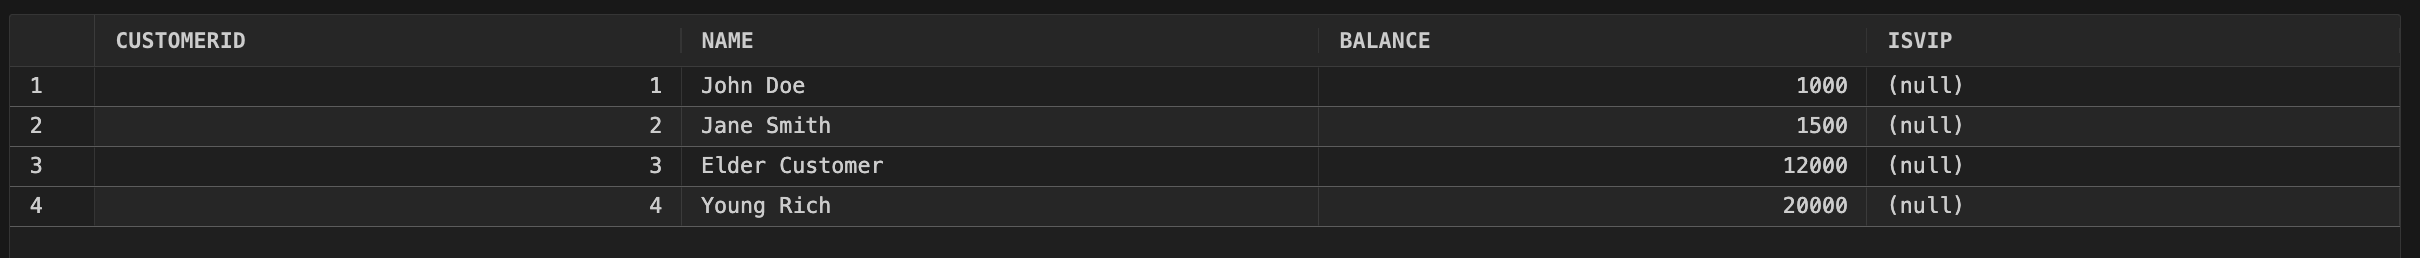 CUSTOMERID NAME BALANCE ISVIP
1 1 John Doe 1000 (null)
2 2 Jane Smith 1500 (null)
3 3 Elder Customer 12000 (null)
4 4 Young Rich 20000 (null)